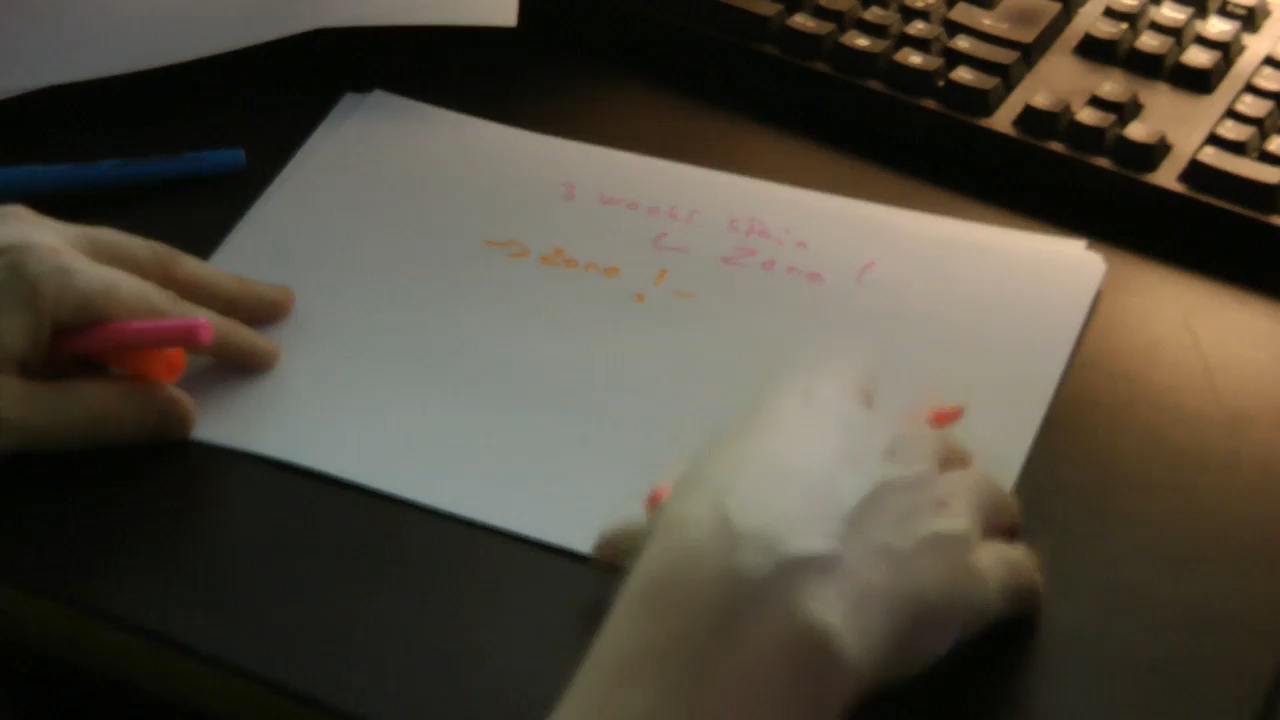 3 weeks spain
Zone (
→ Zone! -